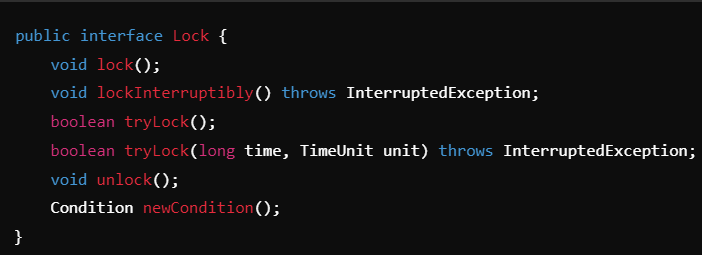 public interface Lock {
    void lock();
    void lockInterruptibly() throws InterruptedException;
    boolean tryLock();
    boolean tryLock(long time, TimeUnit unit) throws InterruptedException;
    void unlock();
    Condition newCondition();
}